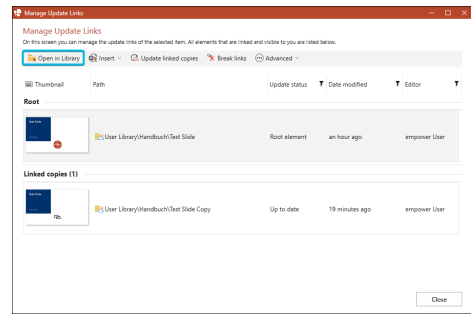 Manage Update Links
Manage Update Links
On this screen you can manage the update links of the selected item. All elements that are linked and visible to you are listed below.
Open in Library Insert Update linked copies Break links Advanced
Thumbnail Path Update status Date modified Editor
Root
User Library\Handbuch\Test Slide Root element an hour ago empower User
Linked copies (1)
User Library\Handbuch\Test Slide Copy Up to date 19 minutes ago empower User
Close